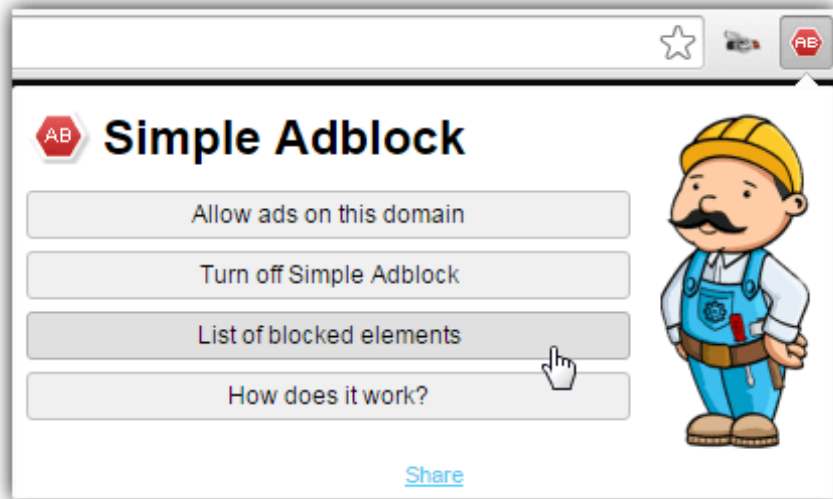 AB
AB
Simple Adblock
Allow ads on this domain
Turn off Simple Adblock
List of blocked elements
How does it work?
Share